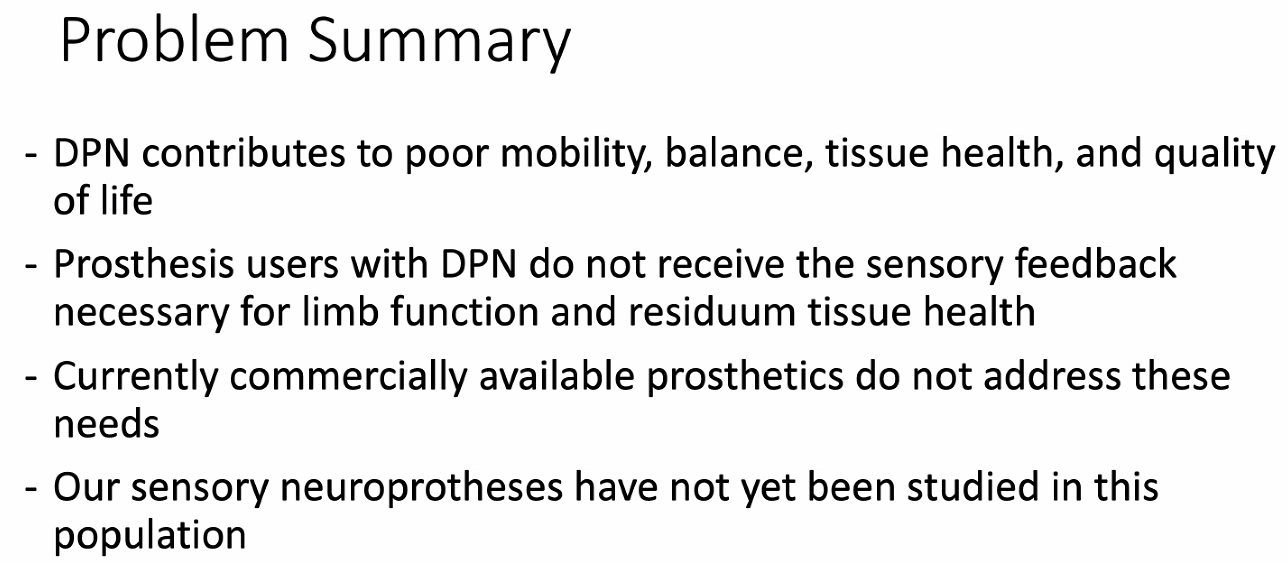 Problem Summary
- DPN contributes to poor mobility, balance, tissue health, and quality
of life
- Prosthesis users with DPN do not receive the sensory feedback
necessary for limb function and residuum tissue health
- Currently commercially available prosthetics do not address these
needs
- Our sensory neuroprotheses have not yet been studied in this
population